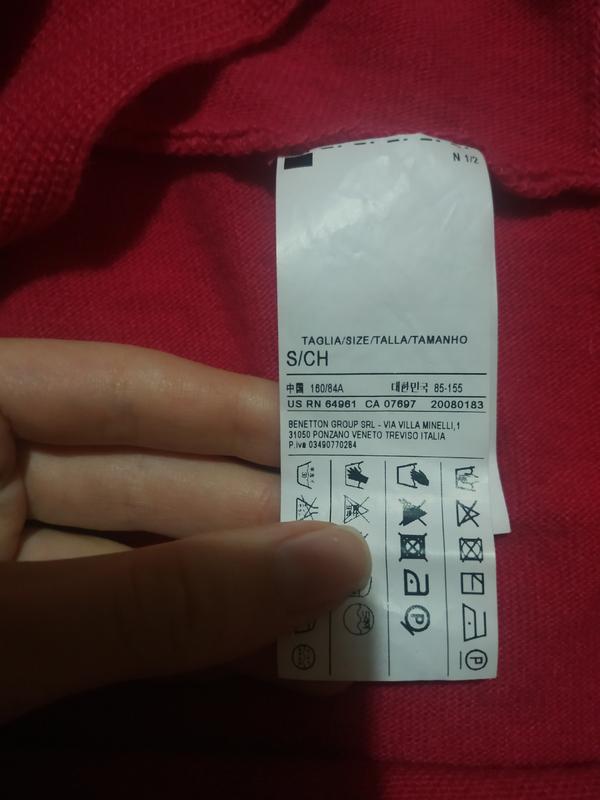 N 1/2
TAGLIA/SIZE/TALLA/TAMANHO
S/CH
中国 160/84A 대한민국 85-155
US RN 64961 CA 07697 20080183
BENETTON GROUP SRL - VIA VILLA MINELLI,1
31050 PONZANO VENETO TREVISO ITALIA
P.iva 03490770264
P
P